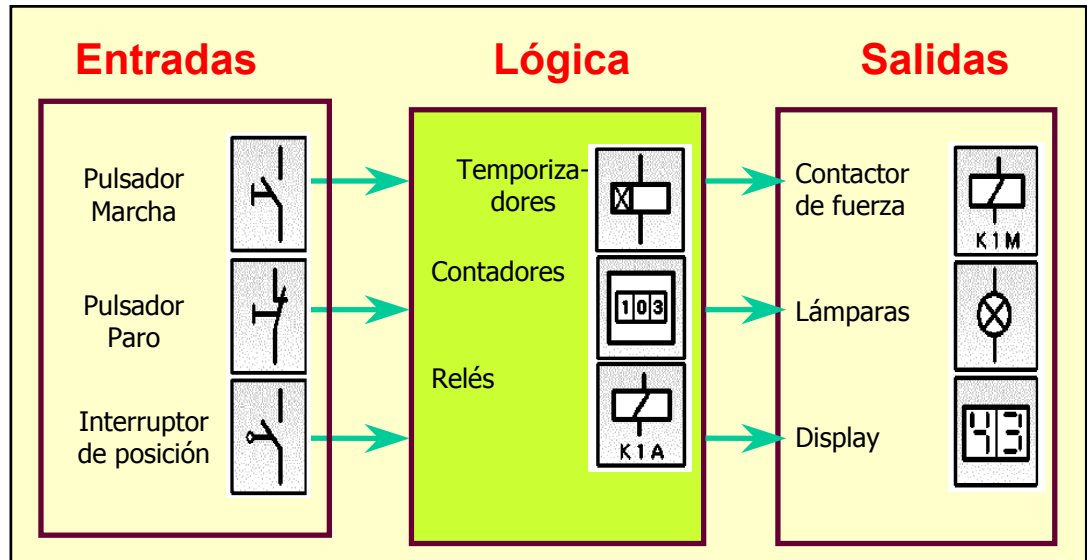 Entradas
Lógica
Salidas
Pulsador
Marcha
Pulsador
Paro
Interruptor
de posición
Temporiza-
dores
Contadores
103
Relés
K1A
Contactor
de fuerza
K1M
Lámparas
Display
43